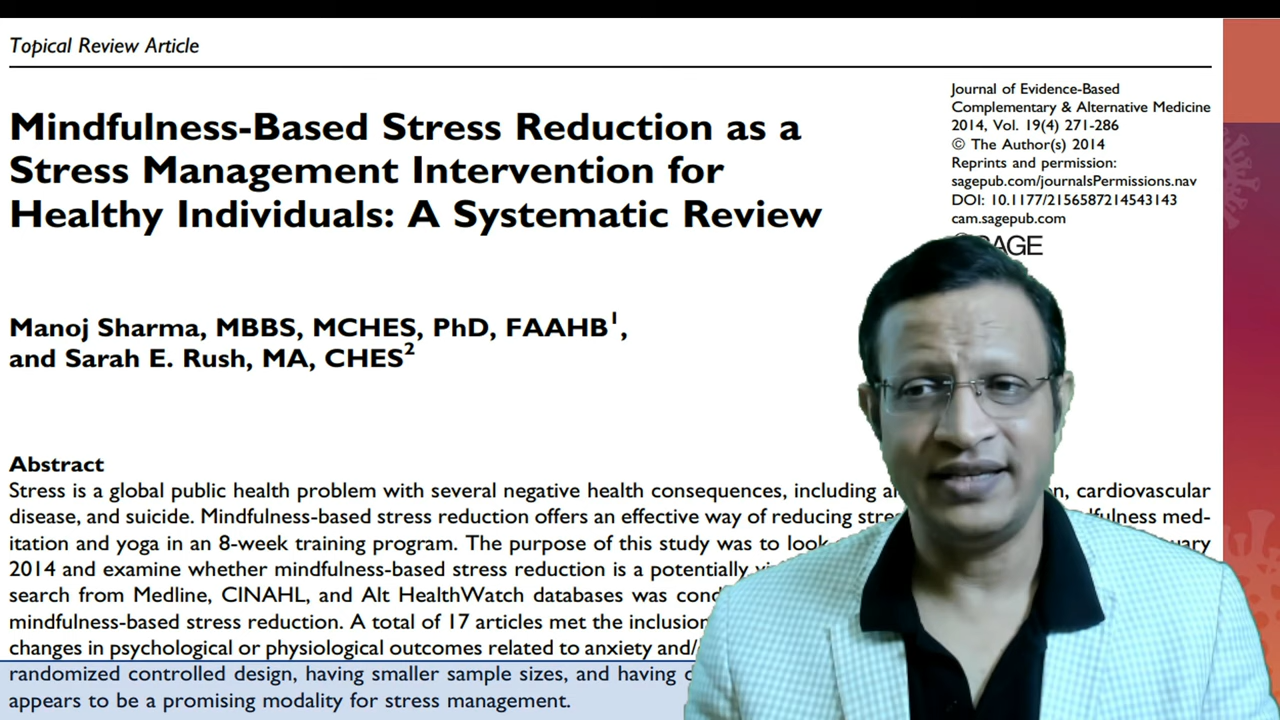 Topical Review Article
Mindfulness-Based Stress Reduction as a
Stress Management Intervention for
Healthy Individuals: A Systematic Review
Journal of Evidence-Based
Complementary & Alternative Medicine
2014, Vol. 19(4) 271-286
© The Author(s) 2014
Reprints and permission:
sagepub.com/journalsPermissions.nav
DOI: 10.1177/2156587214543143
cam.sagepub.com
Manoj Sharma, MBBS, MCHES, PhD, FAAHB1,
and Sarah E. Rush, MA, CHES2
Abstract
Stress is a global public health problem with several negative health consequences, including cardiovascular
disease, and suicide. Mindfulness-based stress reduction offers an effective way of reducing med-
itation and yoga in an 8-week training program. The purpose of this study was to look
2014 and examine whether mindfulness-based stress reduction is a potentially
search from Medline, CINAHL, and Alt HealthWatch databases was
mindfulness-based stress reduction. A total of 17 articles met the
changes in psychological or physiological outcomes related to anxiety
randomized controlled design, having smaller sample sizes, and having
appears to be a promising modality for stress management.